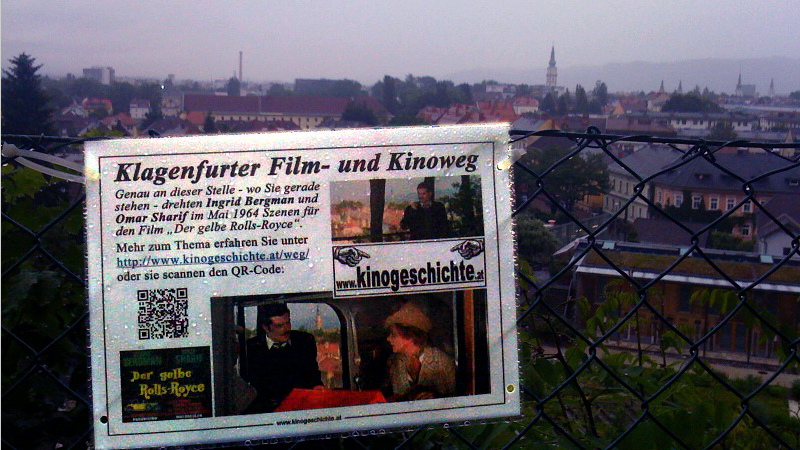 Klagenfurter Film- und Kinoweg
Genau an dieser Stelle - wo Sie gerade
stehen - drehten Ingrid Bergman und
Omar Sharif im Mai 1964 Szenen für
den Film „Der gelbe Rolls-Royce".
Mehr zum Thema erfahren Sie unter
http://www.kinogeschichte.at/weg/
oder sie scannen den QR-Code:
www.kinogeschichte.at
BERGMAN SHARIF
Der gelbe
Rolls-Royce
www.kinogeschichte.at